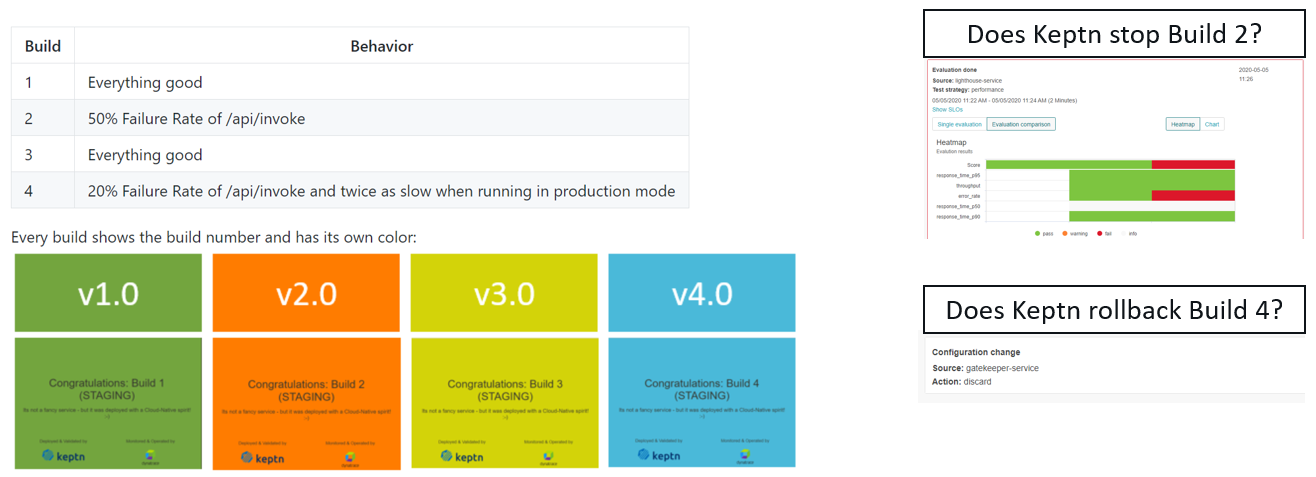 Build Behavior
1 Everything good
2 50% Failure Rate of /api/invoke
3 Everything good
4 20% Failure Rate of /api/invoke and twice as slow when running in production mode
Every build shows the build number and has its own color:
v1.0
v2.0
v3.0
v4.0
Congratulations: Build 1
(STAGING)
Its not a fancy service - but it was deployed with a Cloud-Native spirit!
:-)
Deployed & Validated by
Monitored & Operated by
keptn
dynatrace
Congratulations: Build 2
(STAGING)
Its not a fancy service - but it was deployed with a Cloud-Native spirit!
:-)
Deployed & Validated by
Monitored & Operated by
keptn
dynatrace
Congratulations: Build 3
(STAGING)
Its not a fancy service - but it was deployed with a Cloud-Native spirit!
:-)
Deployed & Validated by
Monitored & Operated by
keptn
dynatrace
Congratulations: Build 4
(STAGING)
Its not a fancy service - but it was deployed with a Cloud-Native spirit!
:-)
Deployed & Validated by
Monitored & Operated by
keptn
dynatrace
Does Keptn stop Build 2?
Evaluation done
2020-05-05
11:26
Source: lighthouse-service
Test strategy: performance
05/05/2020 11:22 AM - 05/05/2020 11:24 AM (2 Minutes)
Show SLOs
Single evaluation Evaluation comparison
Heatmap Chart
Heatmap
Evaluation results
Score
response_time_p95
throughput
error_rate
response_time_p50
response_time_p90
pass warning fail info
Does Keptn rollback Build 4?
Configuration change
Source: gatekeeper-service
Action: discard